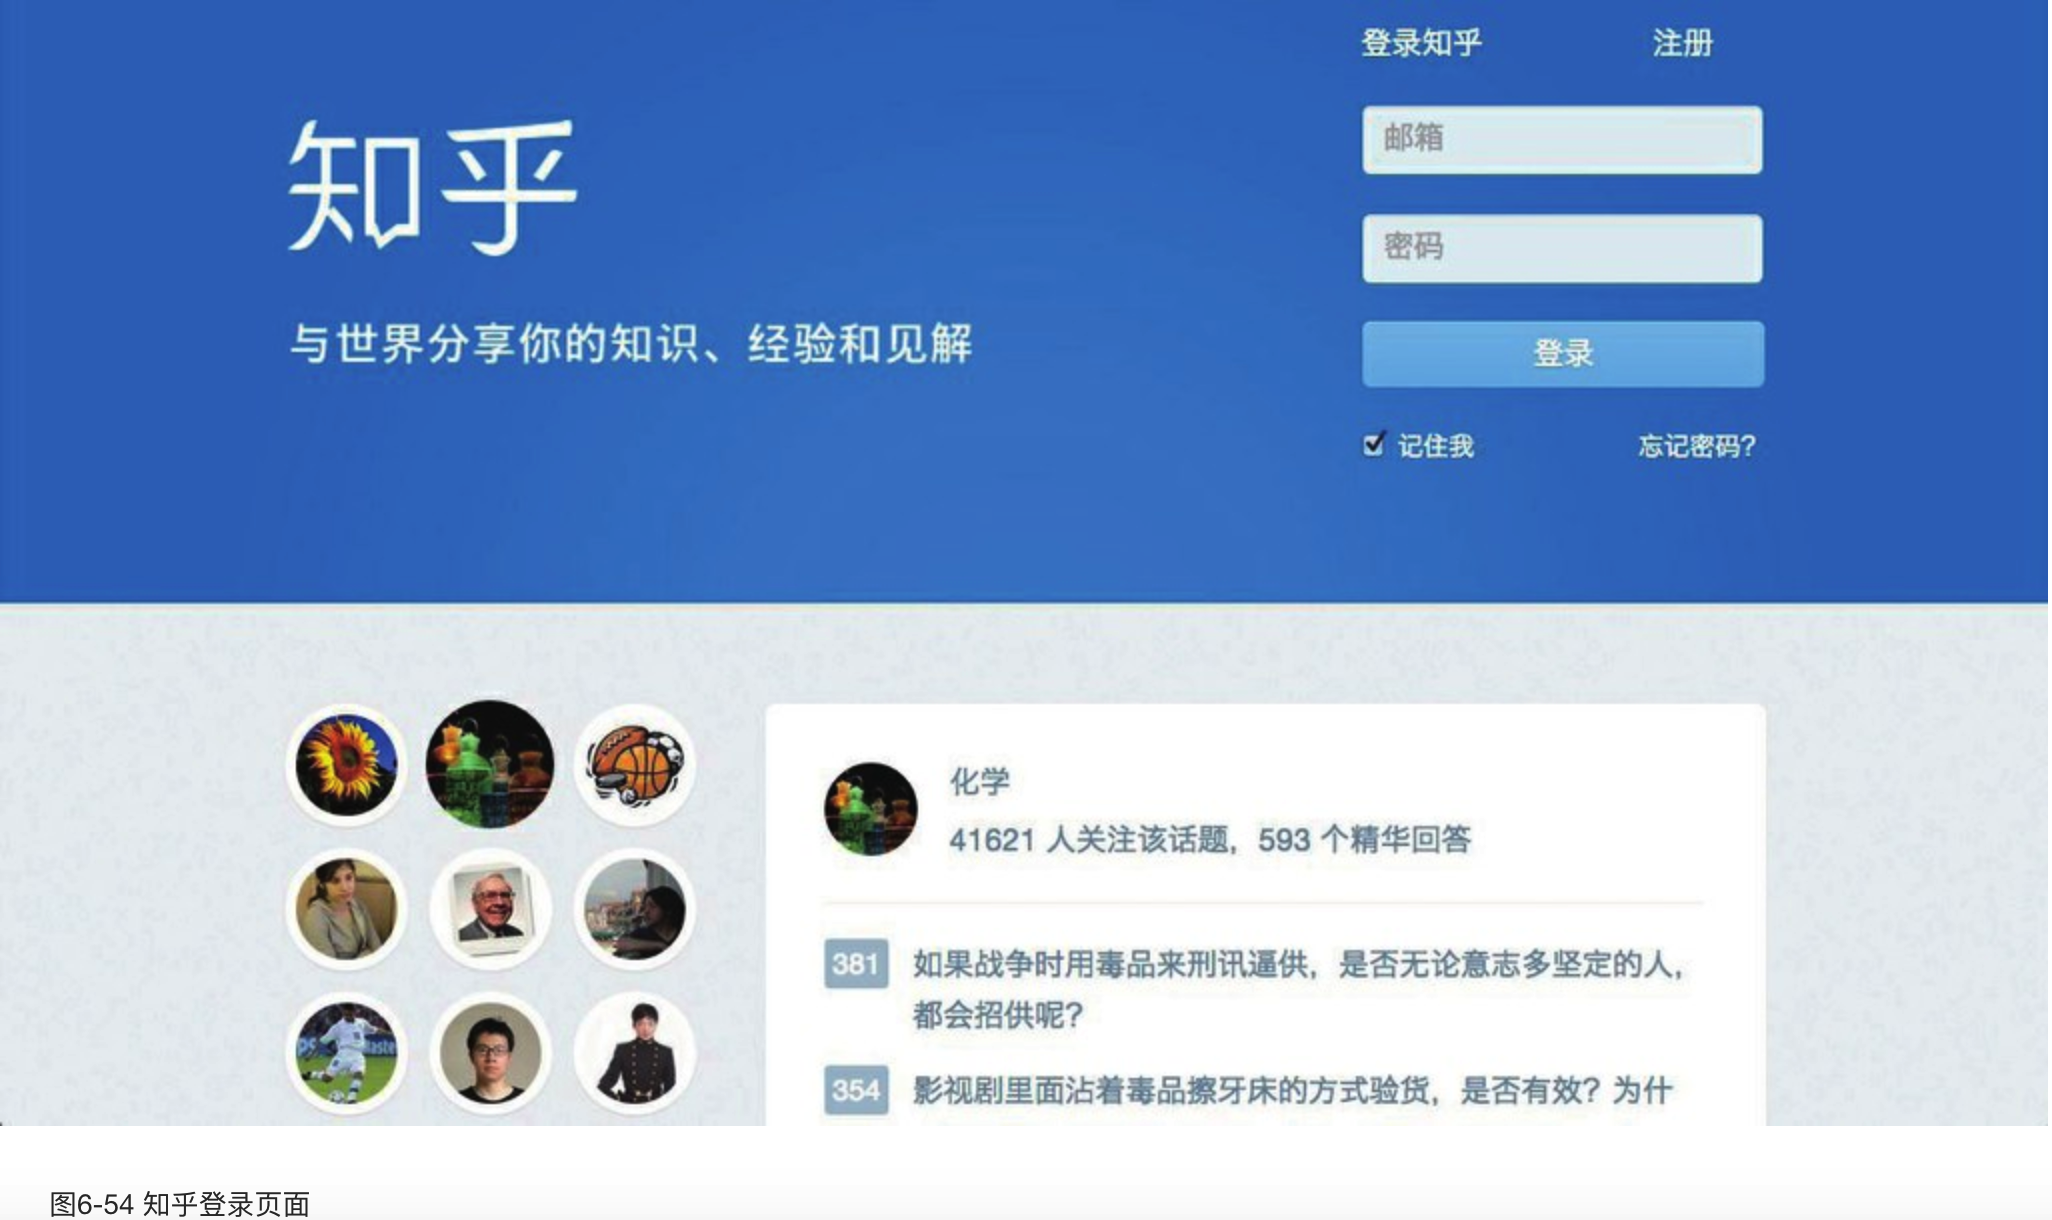 登录知乎 注册
知乎
邮箱
密码
与世界分享你的知识、经验和见解
登录
记住我 忘记密码?
化学
41621 人关注该话题，593 个精华回答
381 如果战争时用毒品来刑讯逼供，是否无论意志多坚定的人，
都会招供呢？
354 影视剧里面沾着毒品擦牙床的方式验货，是否有效？为什
图6-54 知乎登录页面